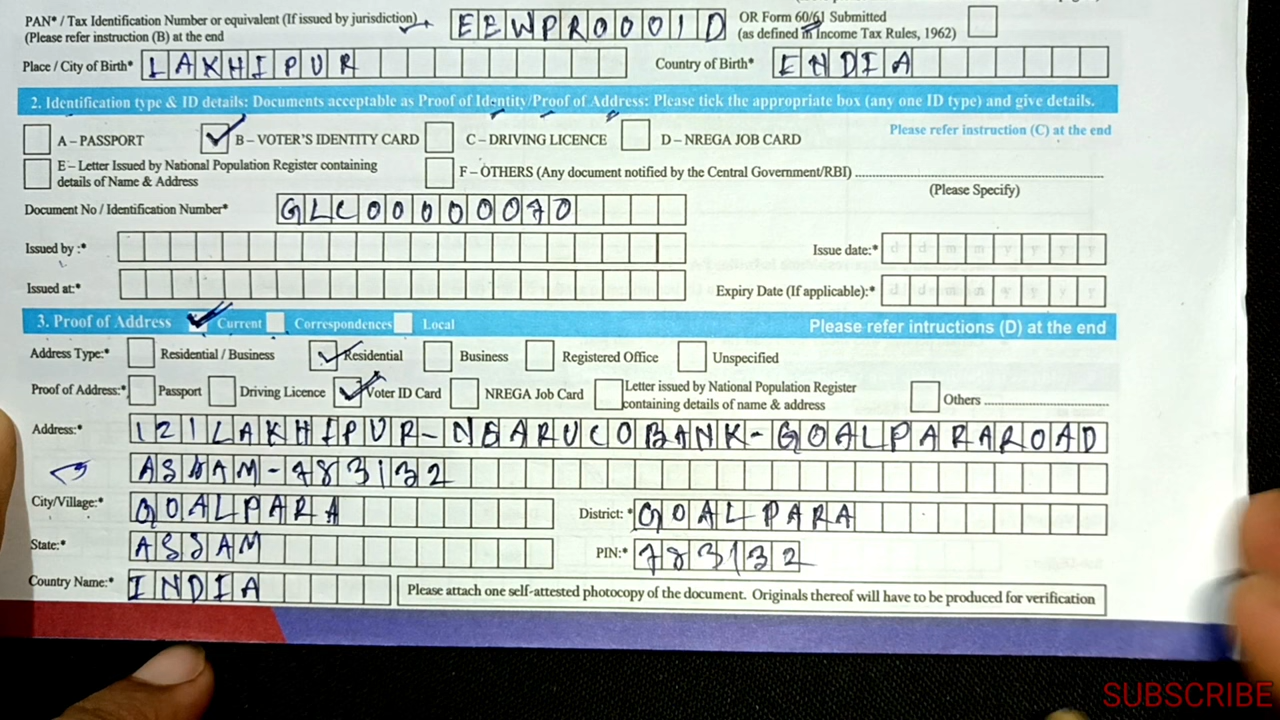 PAN* / Tax Identification Number or equivalent (If issued by jurisdiction) EEWPR0001D OR Form 60/61 Submitted
(Please refer instruction (B) at the end (as defined in Income Tax Rules, 1962)
Place / City of Birth* LAKHIPUR Country of Birth* ENDIA
2. Identification type & ID details: Documents acceptable as Proof of Identity/Proof of Address: Please tick the appropriate box (any one ID type) and give details.
A – PASSPORT B – VOTER'S IDENTITY CARD C – DRIVING LICENCE D – NREGA JOB CARD Please refer instruction (C) at the end
E – Letter Issued by National Population Register containing
details of Name & Address F – OTHERS (Any document notified by the Central Government/RBI)
(Please Specify)
Document No / Identification Number* GLC00000070
Issued by :* Issue date:* d d m m y y y y
Issued at:* Expiry Date (If applicable):* d d m m y y y y
3. Proof of Address Current Correspondences Local Please refer intructions (D) at the end
Address Type:* Residential / Business Residential Business Registered Office Unspecified
Proof of Address:* Passport Driving Licence Voter ID Card NREGA Job Card Letter issued by National Population Register
containing details of name & address Others
Address:* 121LAKHIPUR-NEARUCOBANK-GOALPARAROAD
ASSAM-783132
City/Village:* GOALPARA District: * GOALPARA
State:* ASSAM PIN:* 783132
Country Name:* INDIA Please attach one self-attested photocopy of the document. Originals thereof will have to be produced for verification
SUBSCRIBE